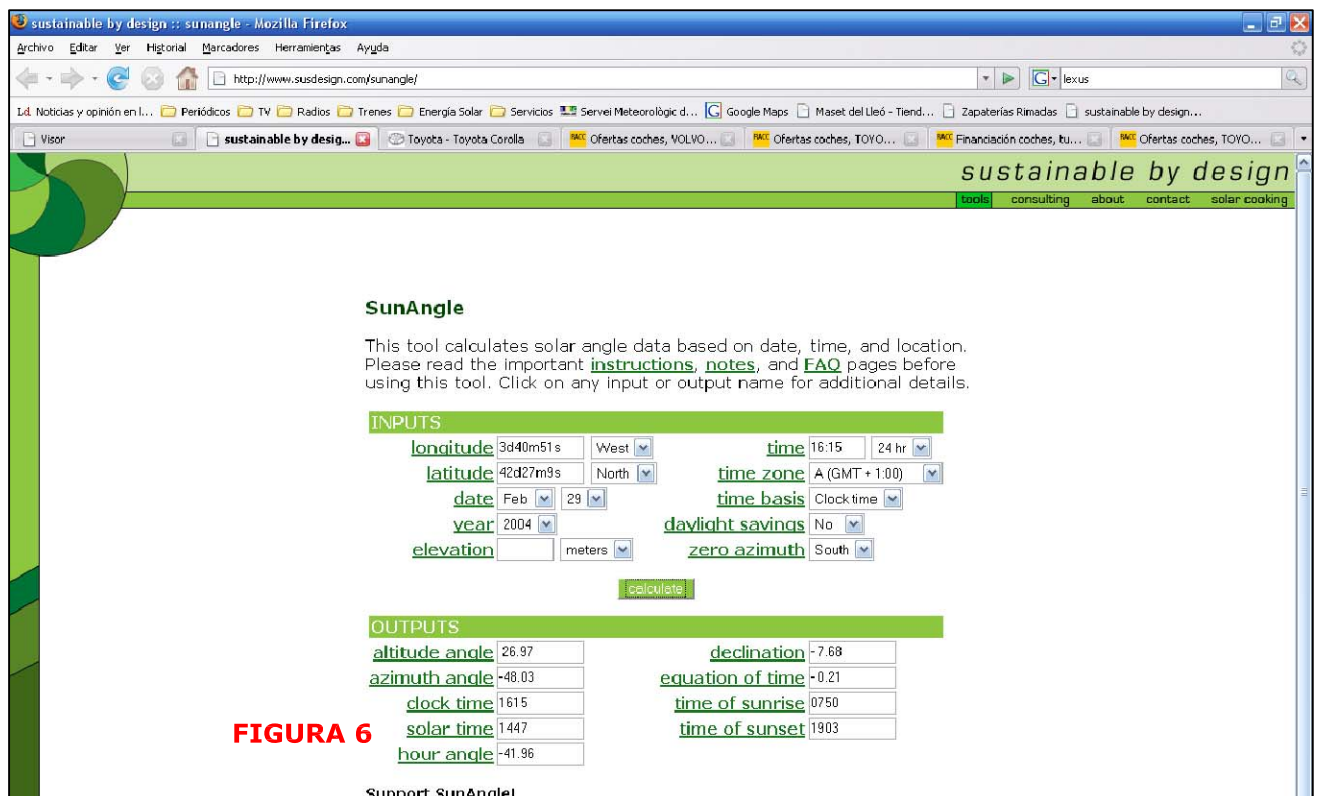 sustainable by design :: sunangle - Mozilla Firefox
Archivo Editar Ver Historial Marcadores Herramientas Ayuda
http://www.susdesign.com/sunangle/ G lexus
Ld Noticias y opinión en l... Periódicos TV Radios Trenes Energía Solar Servicios Servei Meteorològic d... G Google Maps Maset del Lleó - Tiend... Zapaterías Rimadas sustainable by design...
Visor sustainable by desig... Toyota - Toyota Corolla RACC Ofertas coches, VOLVO... RACC Ofertas coches, TOYO... RACC Financiación coches, tu... RACC Ofertas coches, TOYO...
sustainable by design
tools consulting about contact solar cooking
SunAngle
This tool calculates solar angle data based on date, time, and location.
Please read the important instructions, notes, and FAQ pages before
using this tool. Click on any input or output name for additional details.
INPUTS
longitude 3d40m51s West time 16:15 24 hr
latitude 42d27m9s North time zone A (GMT + 1:00)
date Feb 29 time basis Clock time
year 2004 daylight savings No
elevation meters zero azimuth South
calculate
OUTPUTS
altitude angle 26.97 declination -7.68
azimuth angle -48.03 equation of time -0.21
clock time 1615 time of sunrise 0750
FIGURA 6 solar time 1447 time of sunset 1903
hour angle -41.96
Support SunAngle!